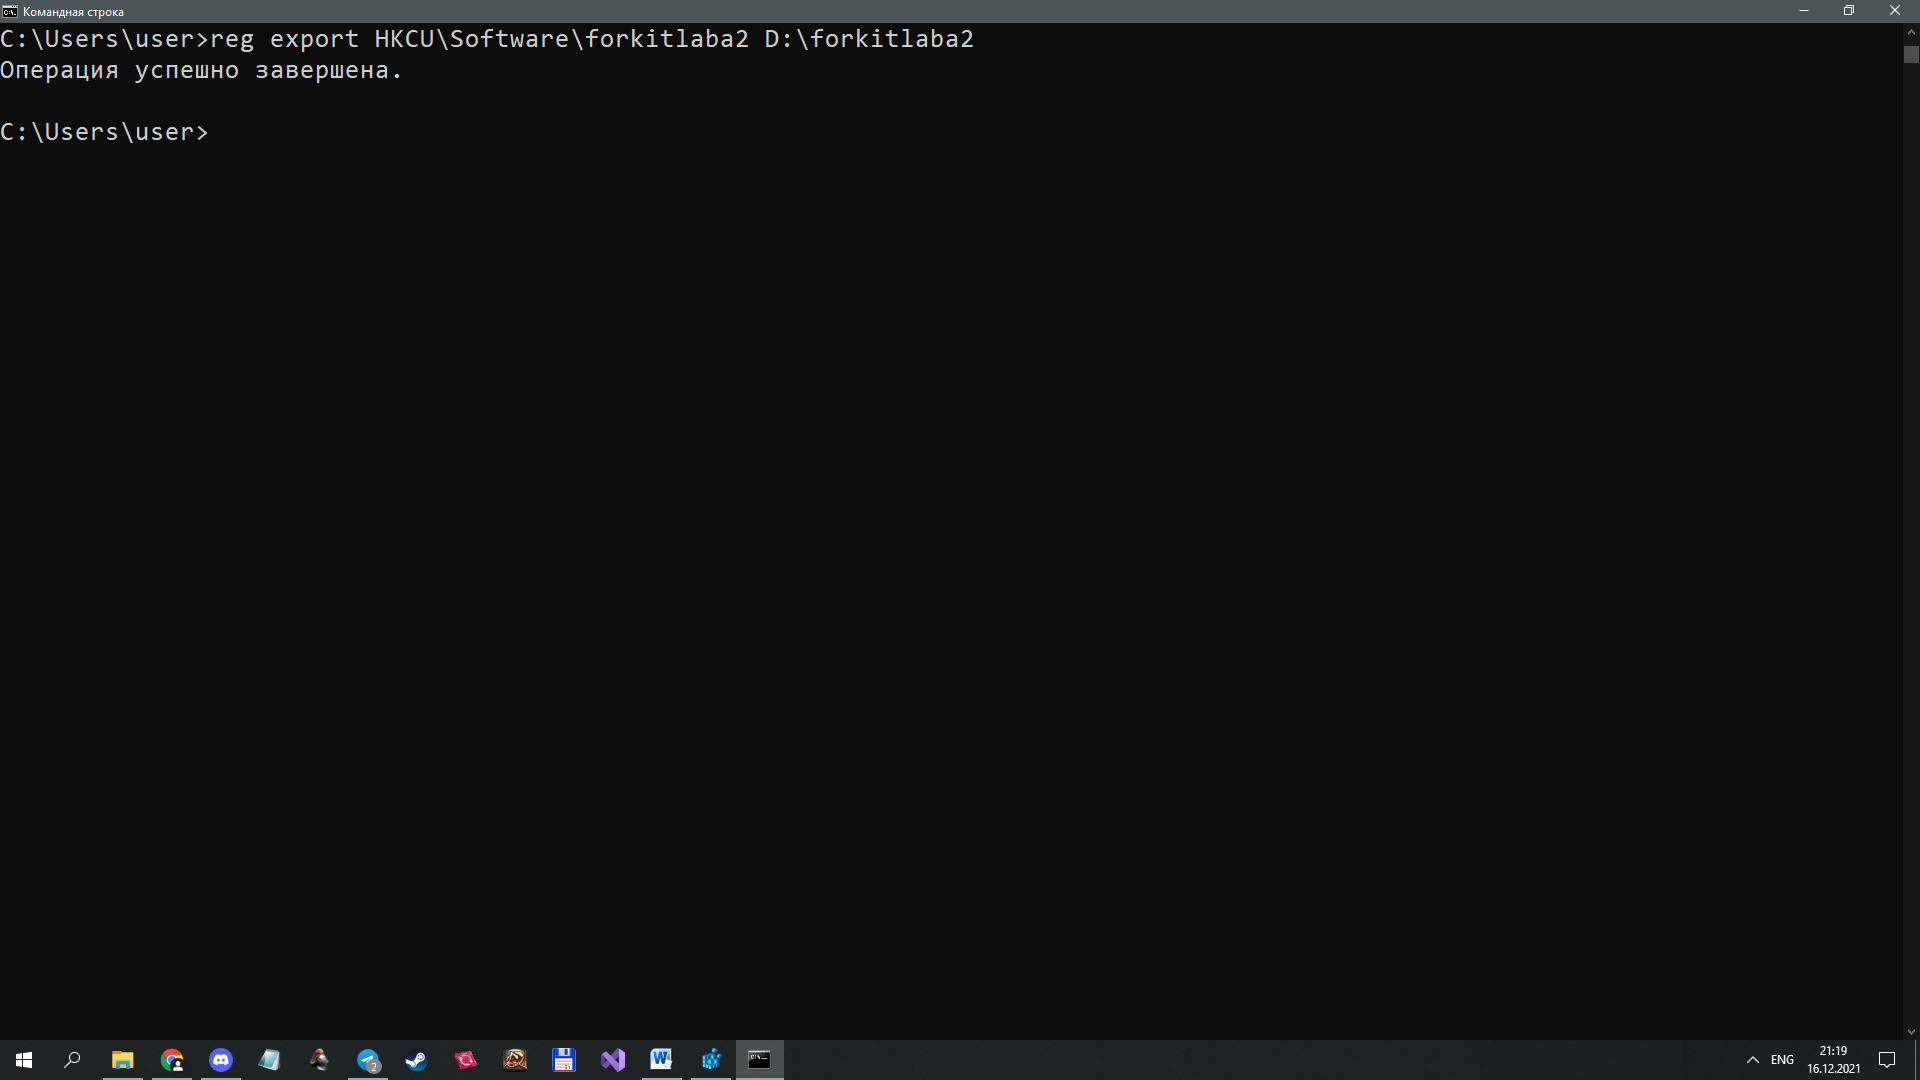 Командная строка
C:\Users\user>reg export HKCU\Software\forkitlaba2 D:\forkitlaba2
Операция успешно завершена.
C:\Users\user>
2
W
ENG
21:19
16.12.2021